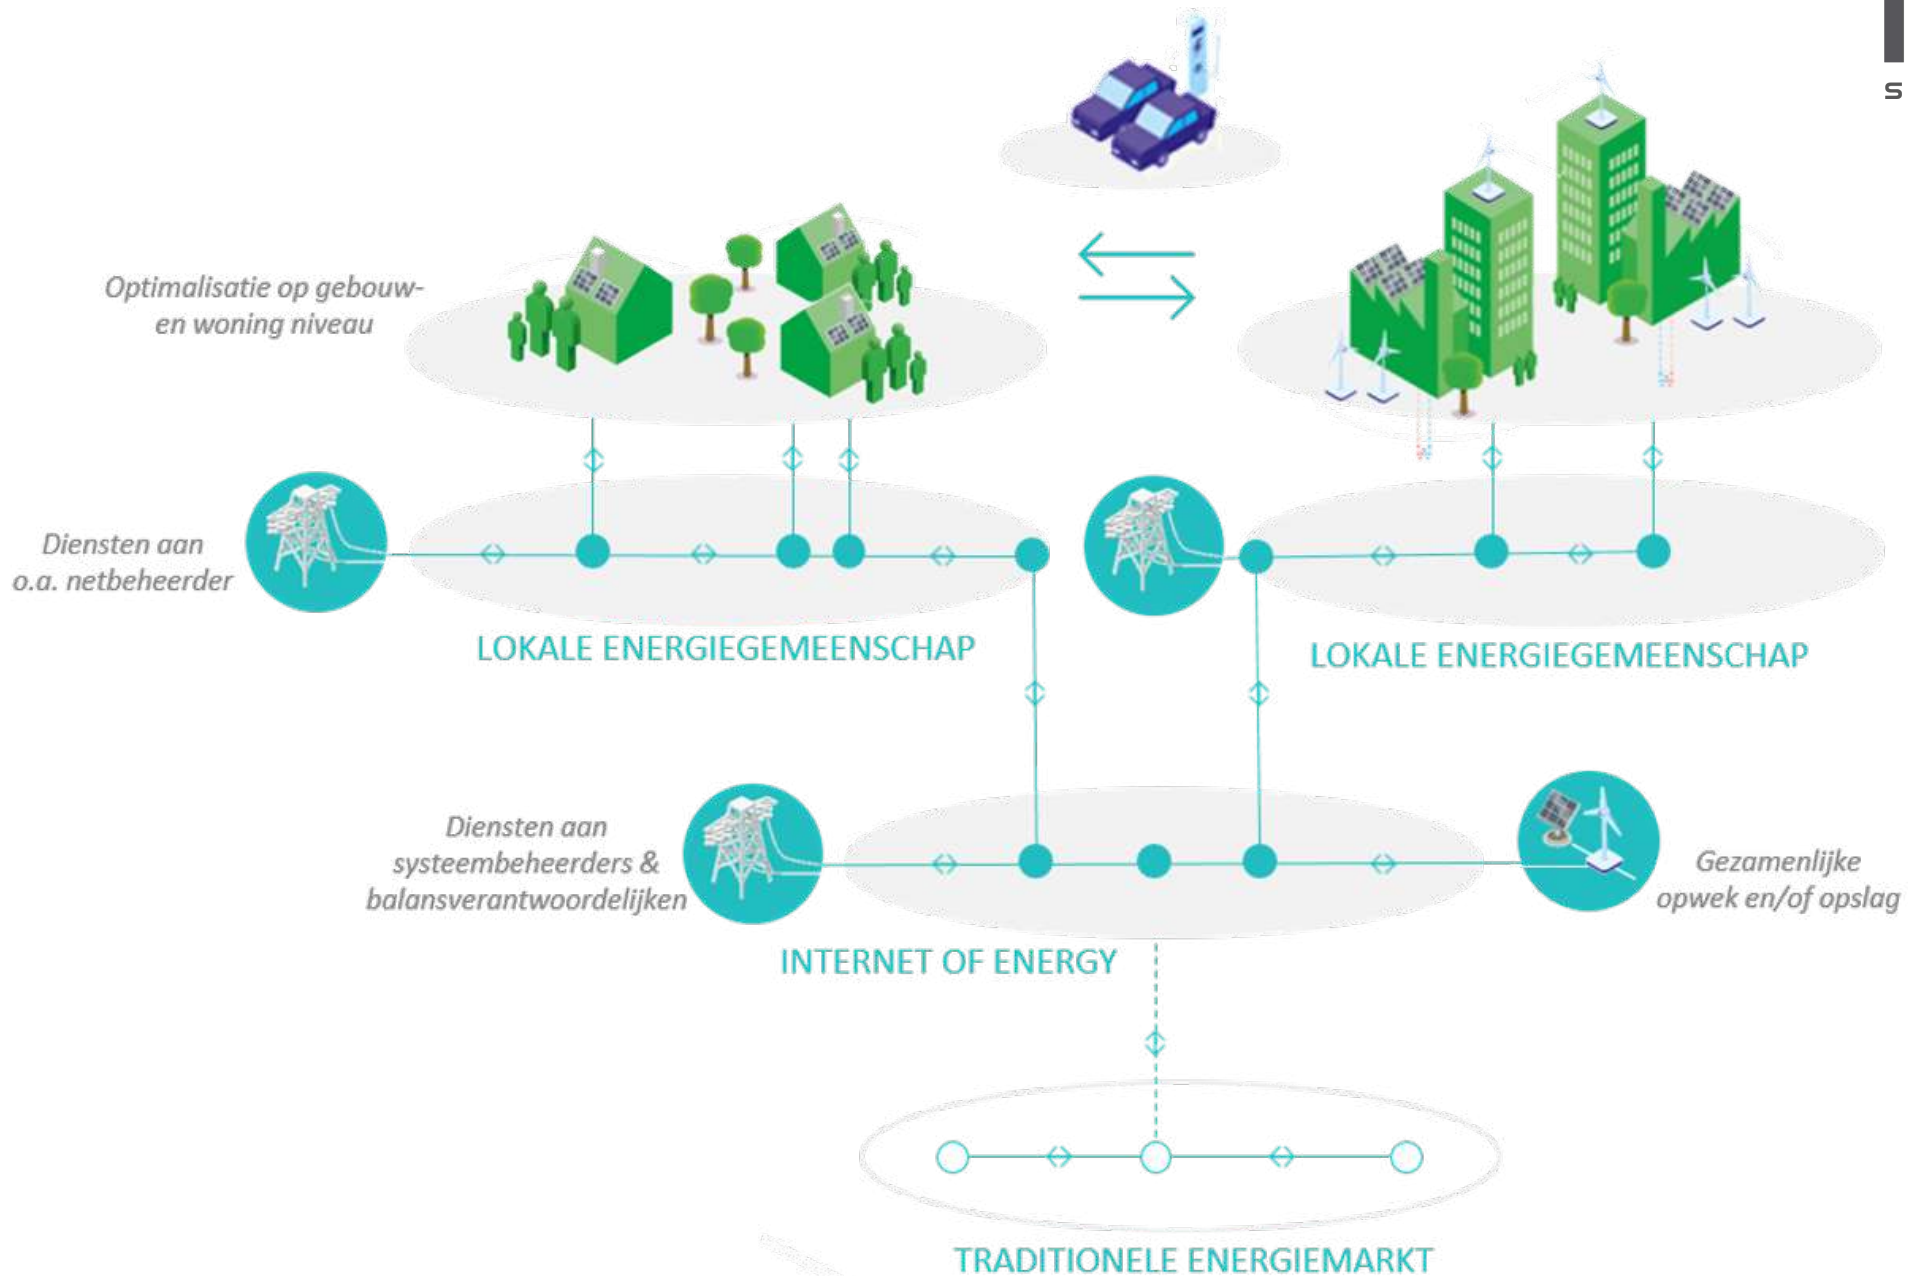 s
Optimalisatie op gebouw-
en woning niveau
Diensten aan
o.a. netbeheerder
LOKALE ENERGIEGEMEENSCHAP
LOKALE ENERGIEGEMEENSCHAP
Diensten aan
systeembeheerders &
balansverantwoordelijken
Gezamenlijke
opwek en/of opslag
INTERNET OF ENERGY
TRADITIONELE ENERGIEMARKT